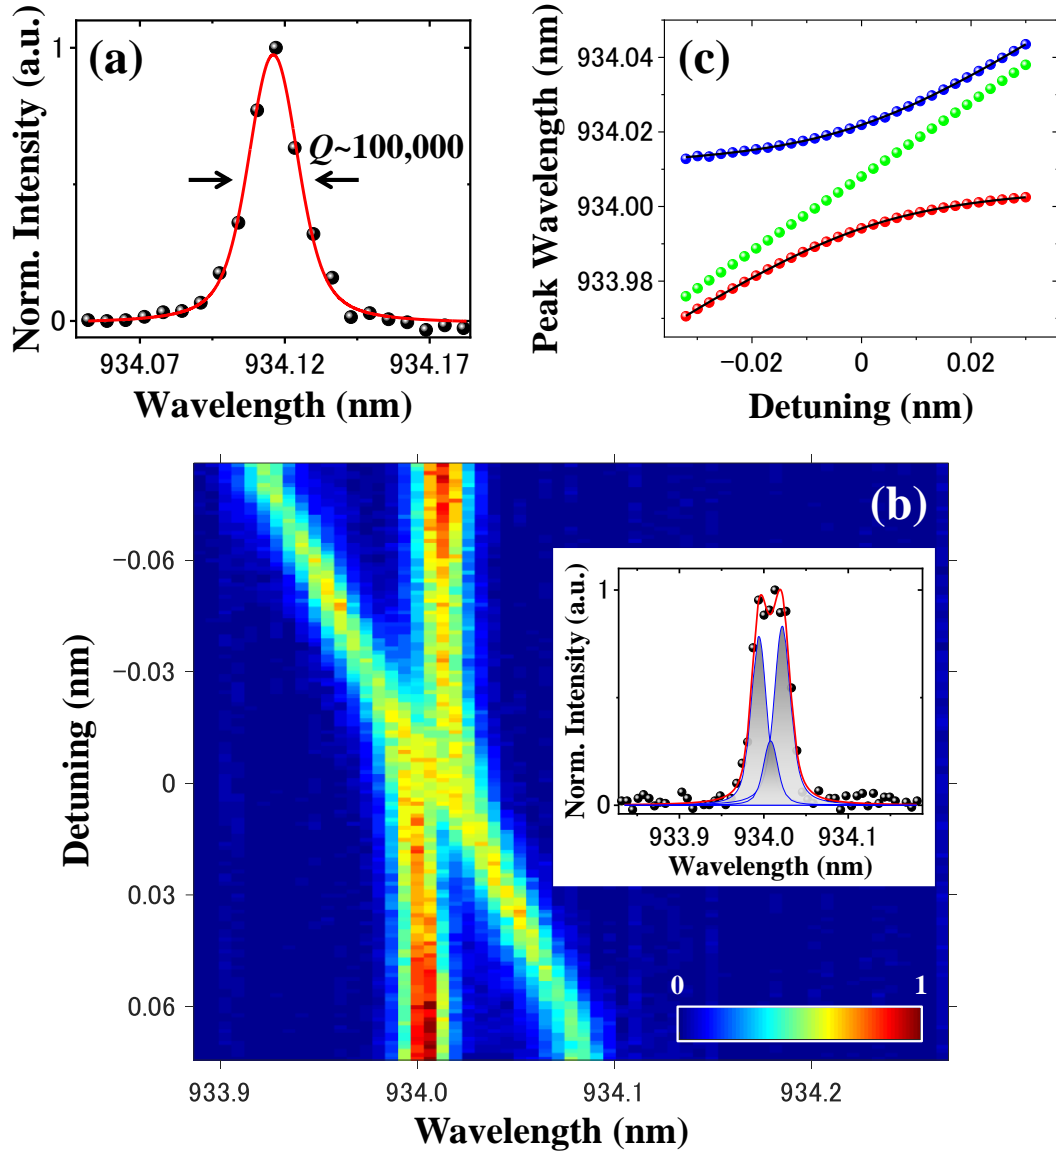 (a)
Norm. Intensity (a.u.)
1
0
Q~100,000
934.07
934.12
934.17
Wavelength (nm)
(c)
Peak Wavelength (nm)
934.04
934.02
934.00
933.98
−0.02
0
0.02
Detuning (nm)
(b)
Detuning (nm)
−0.06
−0.03
0
0.03
0.06
Norm. Intensity (a.u.)
1
0
933.9
934.0
934.1
Wavelength (nm)
0
1
933.9
934.0
934.1
934.2
Wavelength (nm)